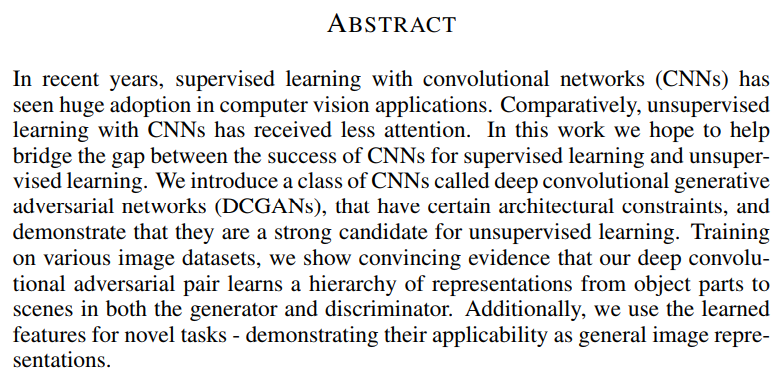 ABSTRACT
In recent years, supervised learning with convolutional networks (CNNs) has
seen huge adoption in computer vision applications. Comparatively, unsupervised
learning with CNNs has received less attention. In this work we hope to help
bridge the gap between the success of CNNs for supervised learning and unsuper-
vised learning. We introduce a class of CNNs called deep convolutional generative
adversarial networks (DCGANs), that have certain architectural constraints, and
demonstrate that they are a strong candidate for unsupervised learning. Training
on various image datasets, we show convincing evidence that our deep convolu-
tional adversarial pair learns a hierarchy of representations from object parts to
scenes in both the generator and discriminator. Additionally, we use the learned
features for novel tasks - demonstrating their applicability as general image repre-
sentations.